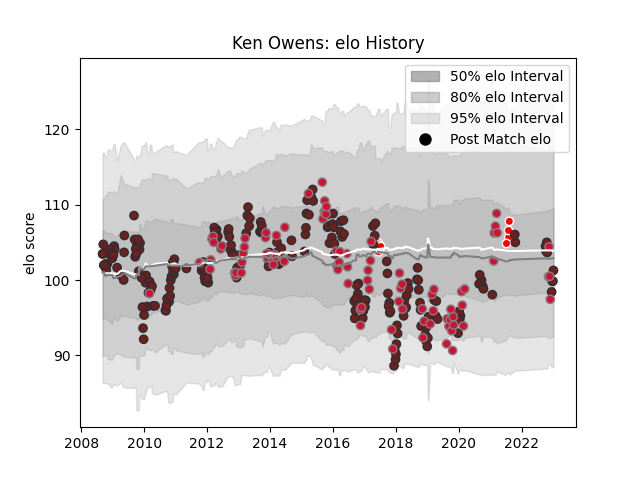 Ken Owens: elo History
50% elo Interval
80% elo Interval
95% elo Interval
Post Match elo
elo score
120
110
100
90
2008 2010 2012 2014 2016 2018 2020 2022